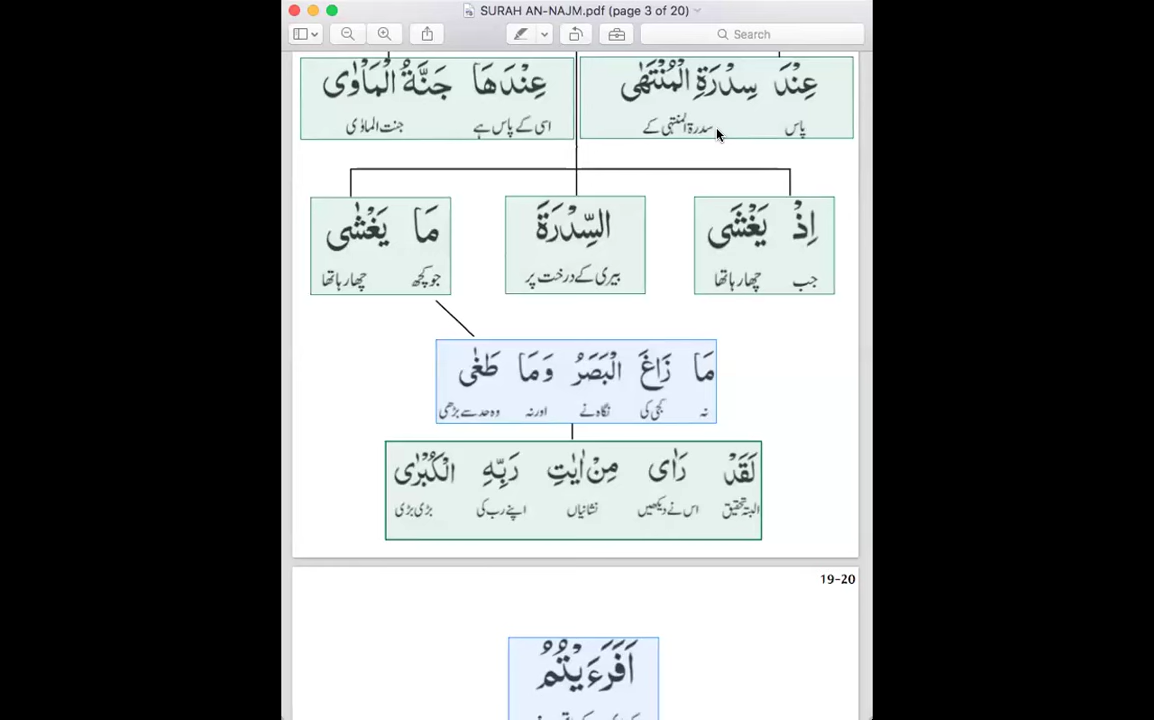 SURAH AN-NAJM.pdf (page 3 of 20)
Search
عِنْدَ سِدْرَةِ الْمُنْتَهٰى
پاس سدرۃ المنتہی کے
عِنْدَهَا جَنَّةُ الْمَاْوٰى
اسی کے پاس ہے جنت الماؤی
اِذْ يَغْشَى
جب چھا رہا تھا
السِّدْرَةَ
بیری کے درخت پر
مَا يَغْشٰى
جو کچھ چھا رہا تھا
مَا زَاغَ الْبَصَرُ وَمَا طَغٰى
نہ کجی کی نگاہ نے اور نہ وہ حد سے بڑھی
لَقَدْ رَاٰى مِنْ اٰيٰتِ رَبِّهِ الْكُبْرٰى
البتہ تحقیق اس نے دیکھیں نشانیاں اپنے رب کی بڑی بڑی
19-20
اَفَرَءَيْتُمُ